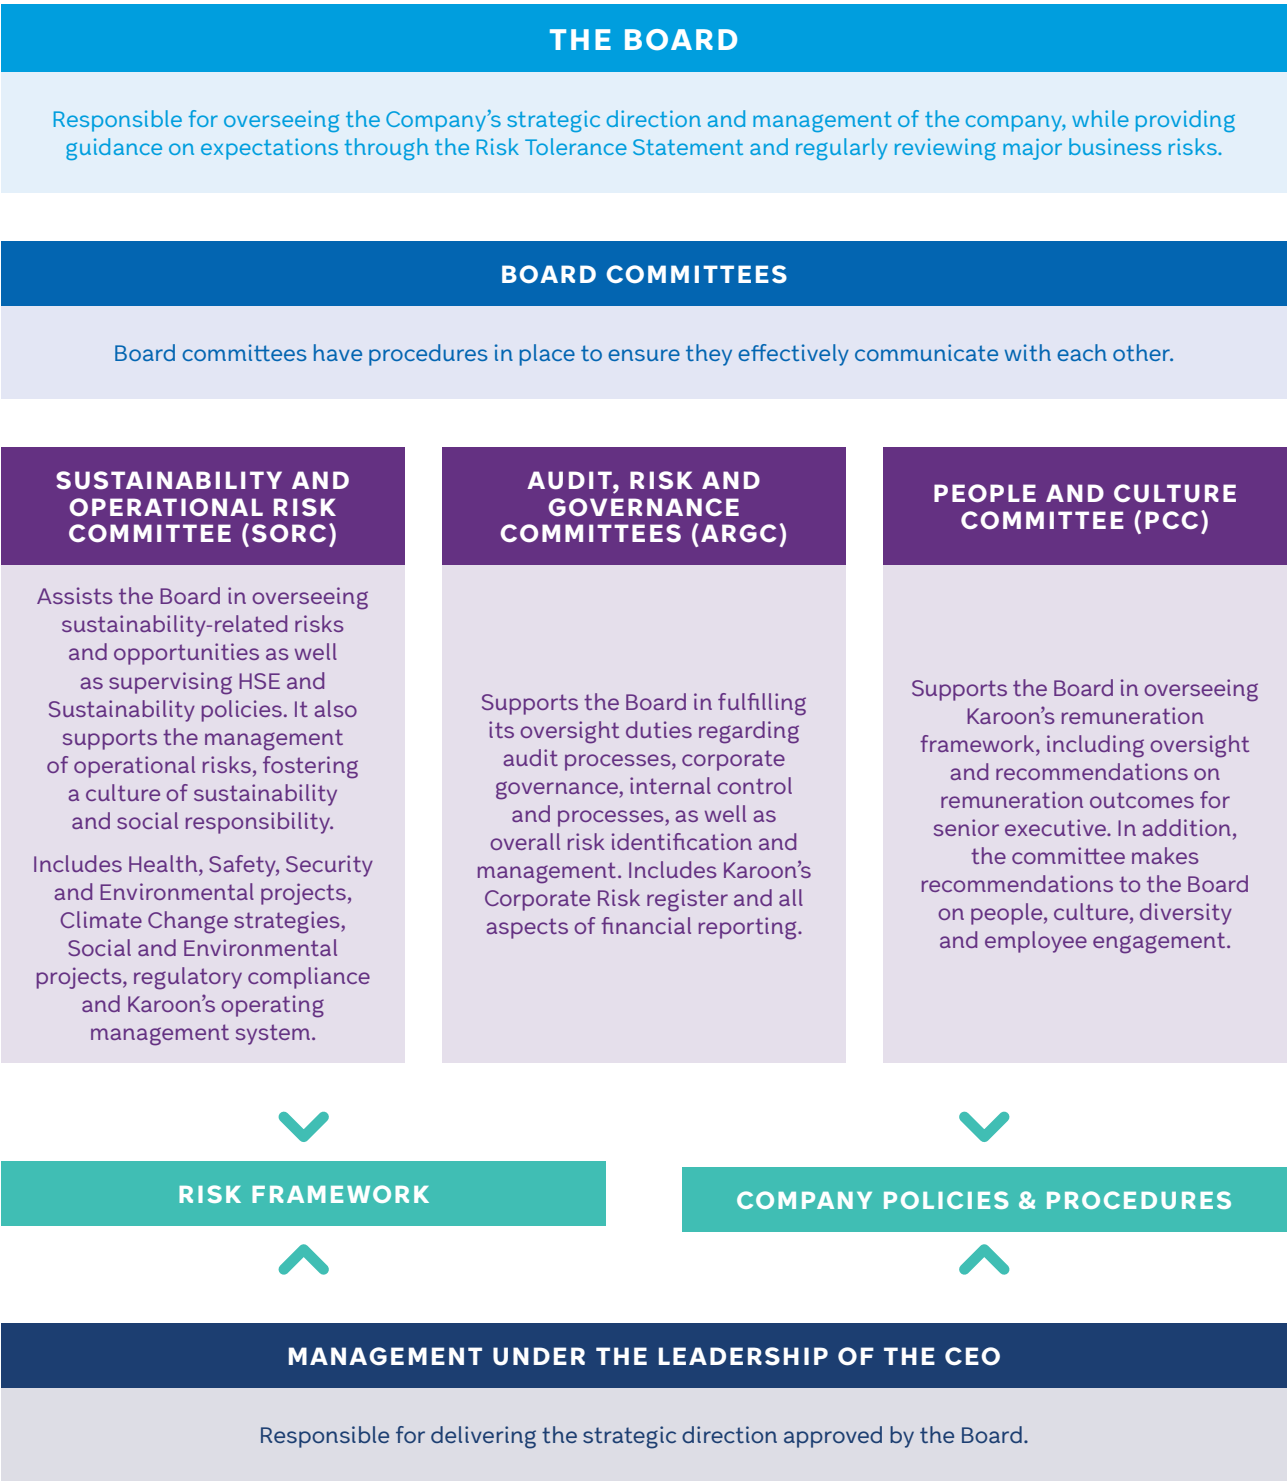 THE BOARD
Responsible for overseeing the Company’s strategic direction and management of the company, while providing
guidance on expectations through the Risk Tolerance Statement and regularly reviewing major business risks.
BOARD COMMITTEES
Board committees have procedures in place to ensure they effectively communicate with each other.
SUSTAINABILITY AND
OPERATIONAL RISK
COMMITTEE (SORC)
Assists the Board in overseeing
sustainability-related risks
and opportunities as well
as supervising HSE and
Sustainability policies. It also
supports the management
of operational risks, fostering
a culture of sustainability
and social responsibility.
Includes Health, Safety, Security
and Environmental projects,
Climate Change strategies,
Social and Environmental
projects, regulatory compliance
and Karoon’s operating
management system.
AUDIT, RISK AND
GOVERNANCE
COMMITTEES (ARGC)
Supports the Board in fulfilling
its oversight duties regarding
audit processes, corporate
governance, internal control
and processes, as well as
overall risk identification and
management. Includes Karoon’s
Corporate Risk register and all
aspects of financial reporting.
PEOPLE AND CULTURE
COMMITTEE (PCC)
Supports the Board in overseeing
Karoon’s remuneration
framework, including oversight
and recommendations on
remuneration outcomes for
senior executive. In addition,
the committee makes
recommendations to the Board
on people, culture, diversity
and employee engagement.
RISK FRAMEWORK
COMPANY POLICIES & PROCEDURES
MANAGEMENT UNDER THE LEADERSHIP OF THE CEO
Responsible for delivering the strategic direction approved by the Board.